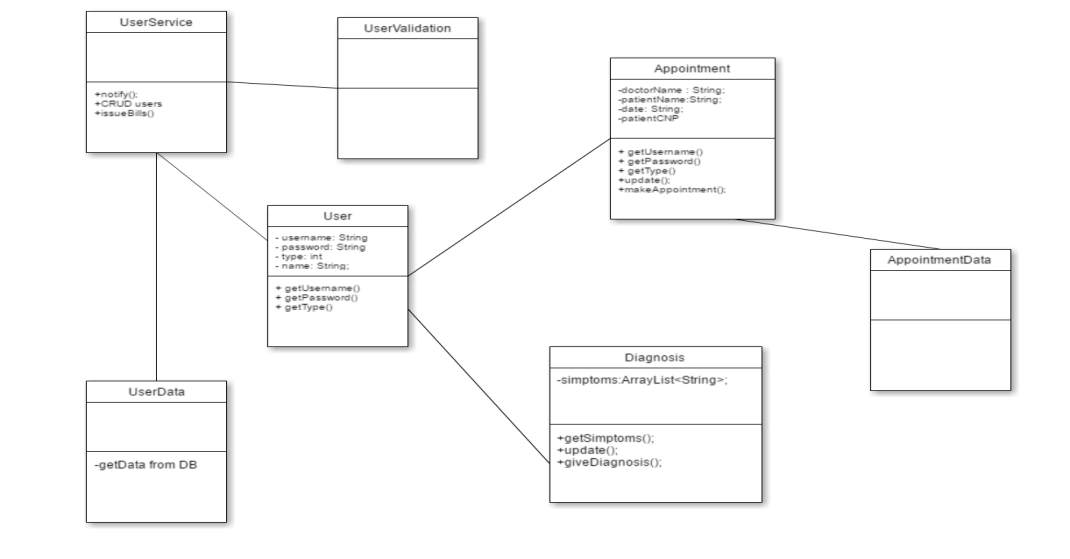 UserService
+notify();
+CRUD users
+issueBills()
UserValidation
Appointment
-doctorName : String;
-patientName:String;
-date: String;
-patientCNP
+ getUsername()
+ getPassword()
+ getType()
+update();
+makeAppointment();
User
- username: String
- password: String
- type: int
- name: String;
+ getUsername()
+ getPassword()
+ getType()
AppointmentData
Diagnosis
-simptoms:ArrayList<String>;
+getSimptoms();
+update();
+giveDiagnosis();
UserData
-getData from DB